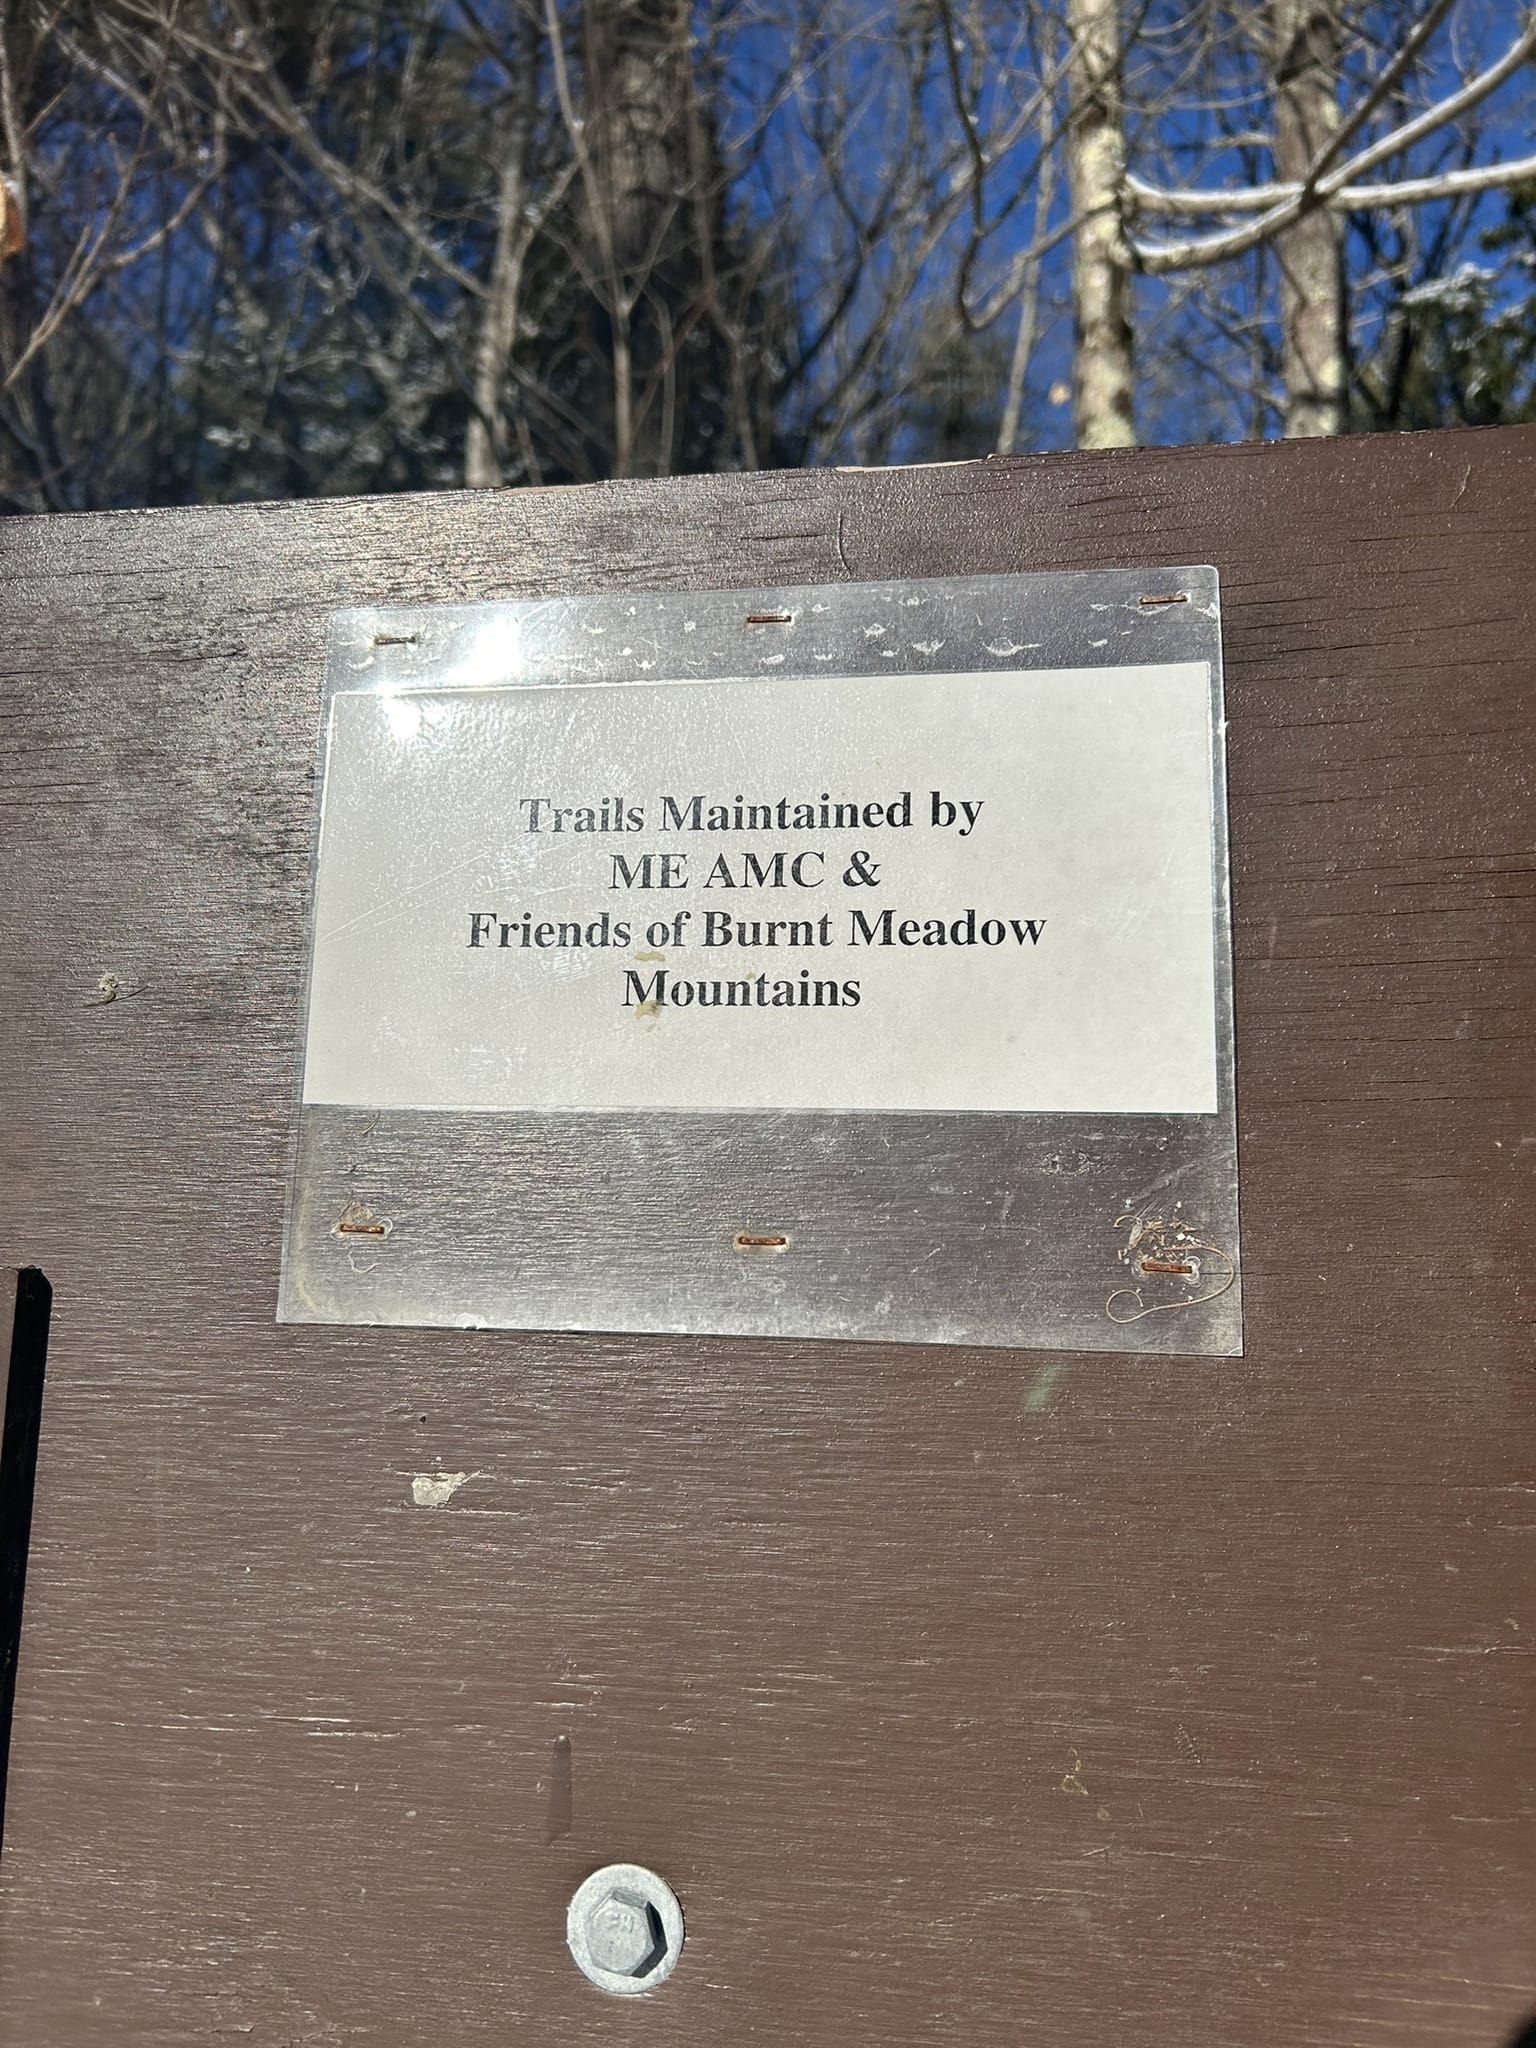 Trails Maintained by
ME AMC &
Friends of Burnt Meadow
Mountains